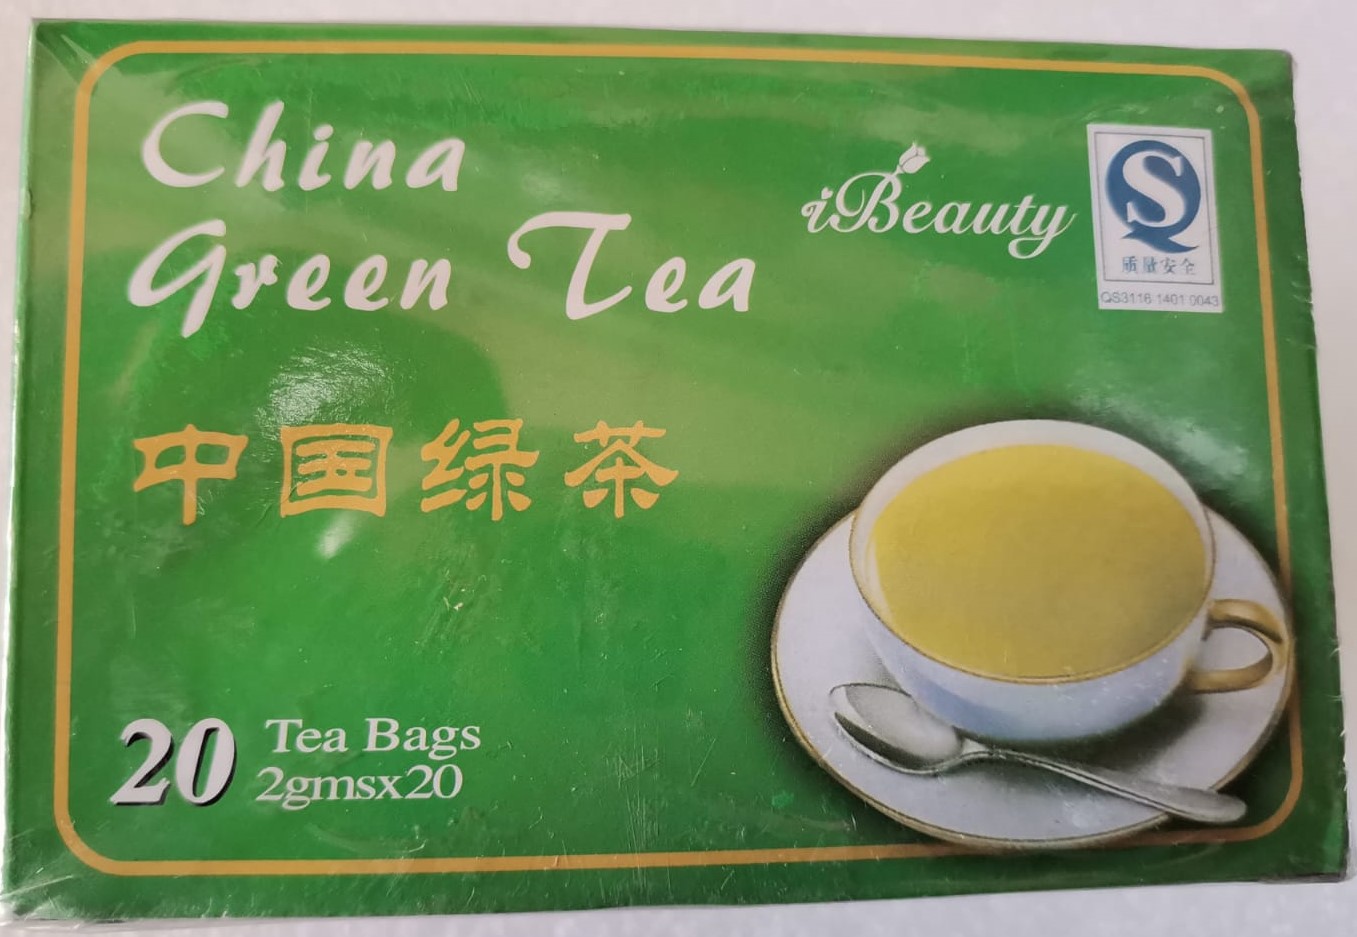 China
Green Tea
iBeauty
质量安全
QS3116 1401 0043
中国绿茶
20 Tea Bags
2gmsx20